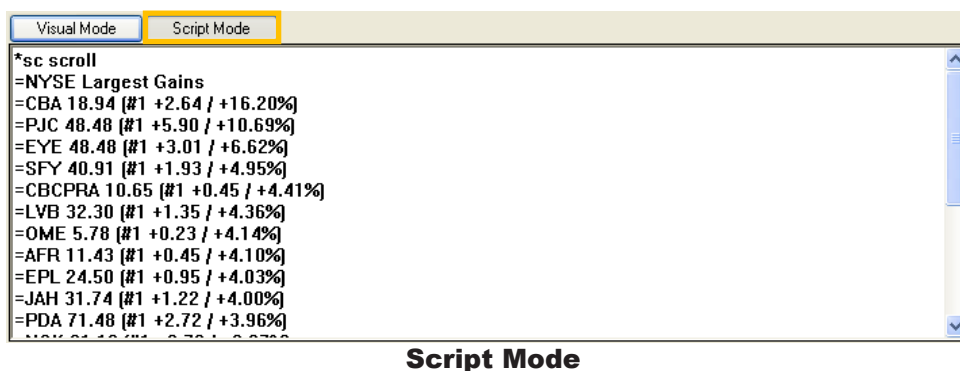 Visual Mode
Script Mode
*sc scroll
=NYSE Largest Gains
=CBA 18.94 (#1 +2.64 / +16.20%)
=PJC 48.48 (#1 +5.90 / +10.69%)
=EYE 48.48 (#1 +3.01 / +6.62%)
=SFY 40.91 (#1 +1.93 / +4.95%)
=CBCPRA 10.65 (#1 +0.45 / +4.41%)
=LVB 32.30 (#1 +1.35 / +4.36%)
=OME 5.78 (#1 +0.23 / +4.14%)
=AFR 11.43 (#1 +0.45 / +4.10%)
=EPL 24.50 (#1 +0.95 / +4.03%)
=JAH 31.74 (#1 +1.22 / +4.00%)
=PDA 71.48 (#1 +2.72 / +3.96%)
Script Mode